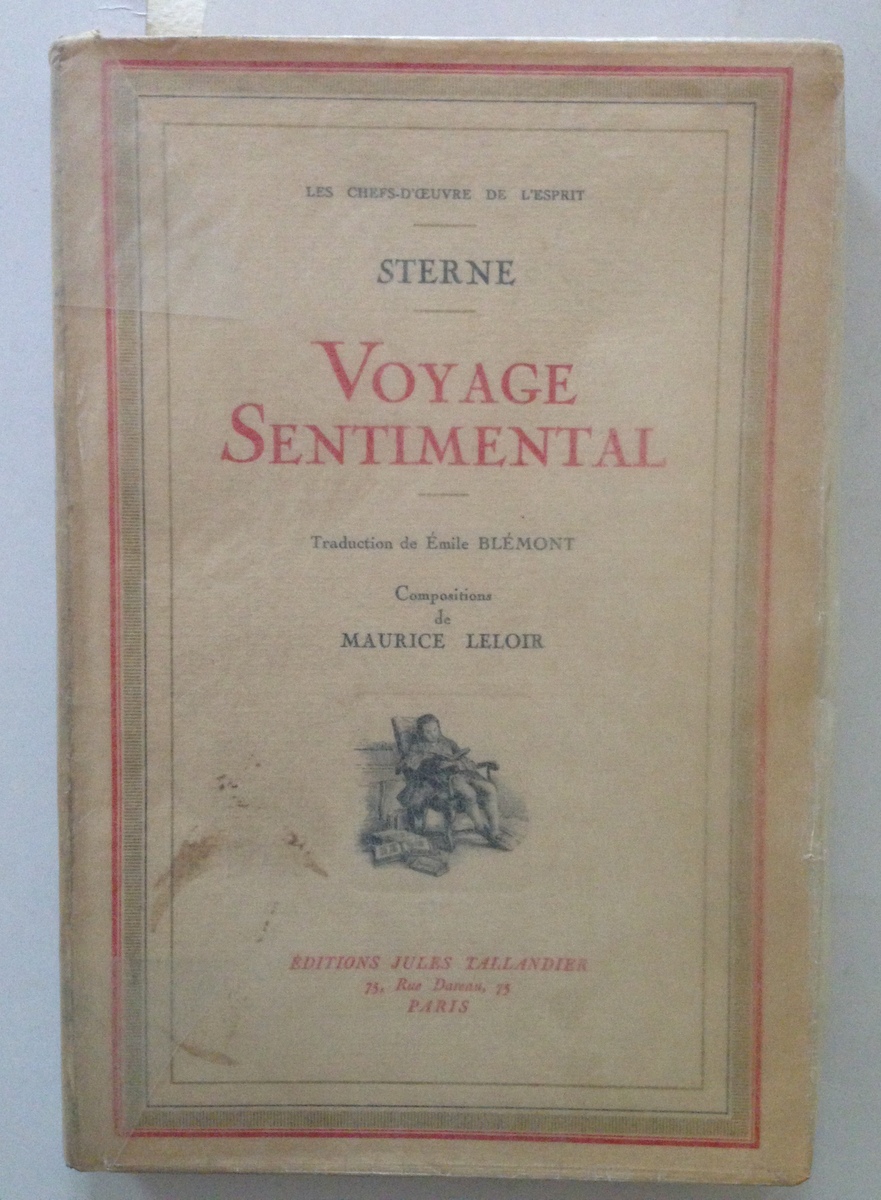 LES CHEFS-D'ŒUVRE DE L'ESPRIT
STERNE
VOYAGE
SENTIMENTAL
Traduction de Émile BLÉMONT
Compositions
de
MAURICE LELOIR
ÉDITIONS JULES TALLANDIER
75, Rue Dareau, 75
PARIS